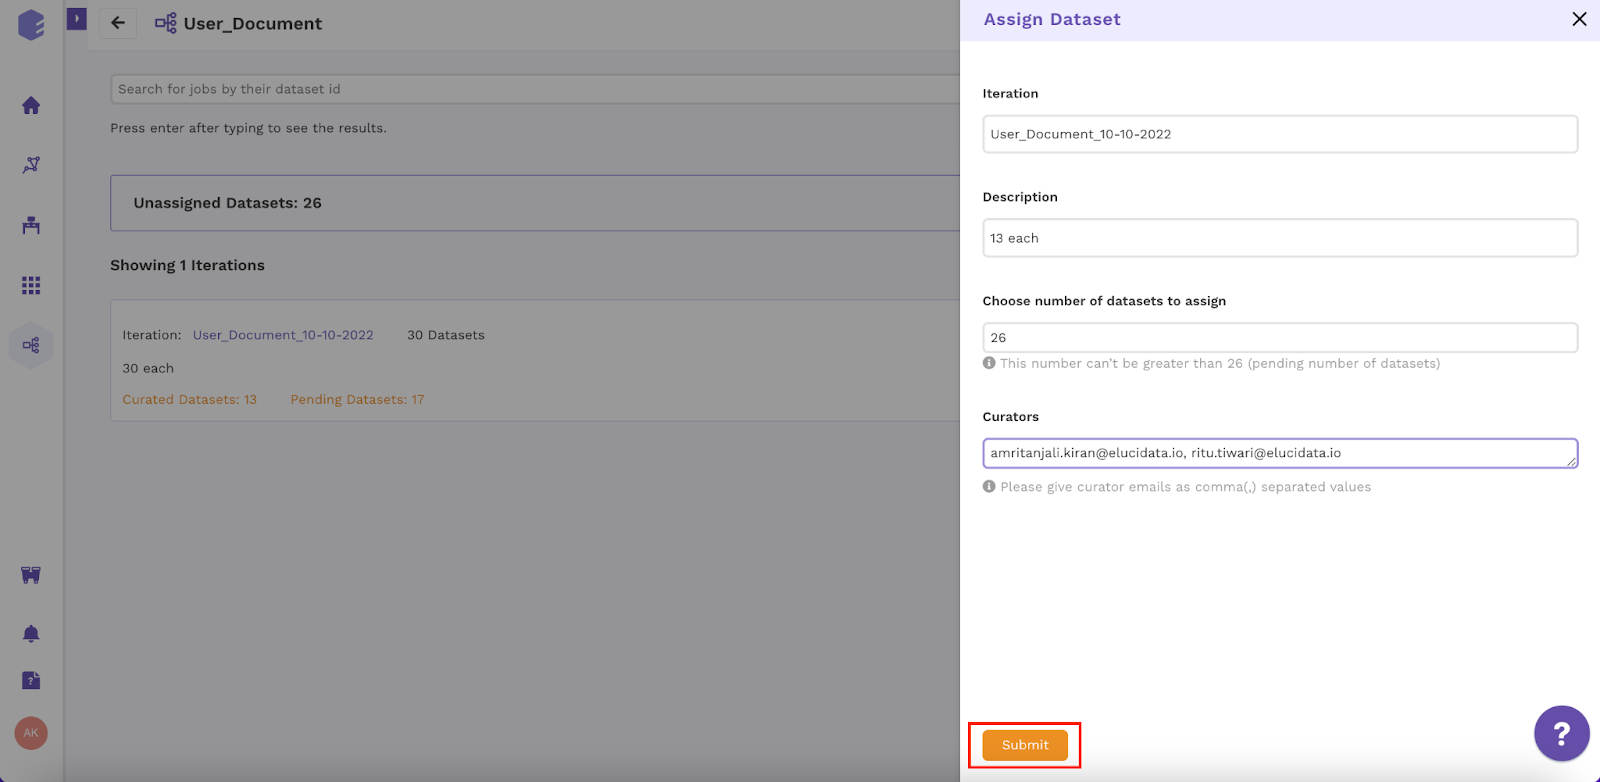 User_Document
Search for jobs by their dataset id
Press enter after typing to see the results.
Unassigned Datasets: 26
Showing 1 Iterations
Iteration: User_Document_10-10-2022 30 Datasets
30 each
Curated Datasets: 13 Pending Datasets: 17
AK
Assign Dataset
Iteration
User_Document_10-10-2022
Description
13 each
Choose number of datasets to assign
26
This number can't be greater than 26 (pending number of datasets)
Curators
amritanjali.kiran@elucidata.io, ritu.tiwari@elucidata.io
Please give curator emails as comma(,) separated values
Submit
?